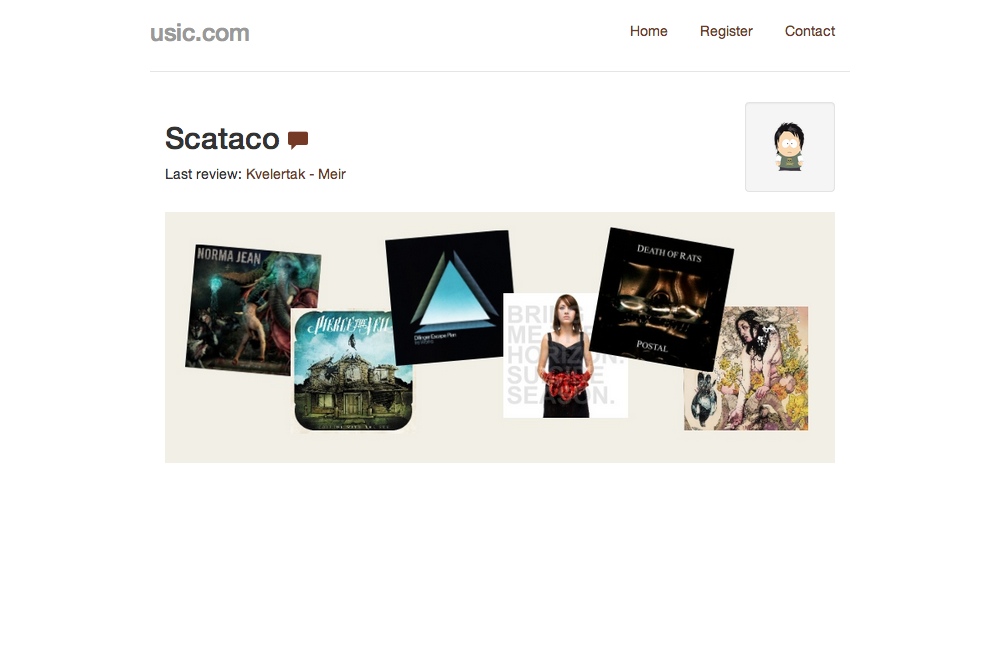 usic.com
Home
Register
Contact
Scataco
Last review: Kvelertak - Meir
NORMA JEAN
PIERCE THE VEIL
Dillinger Escape Plan
BRING
ME THE
HORIZON.
SUICIDE
SEASON.
DEATH OF RATS
POSTAL